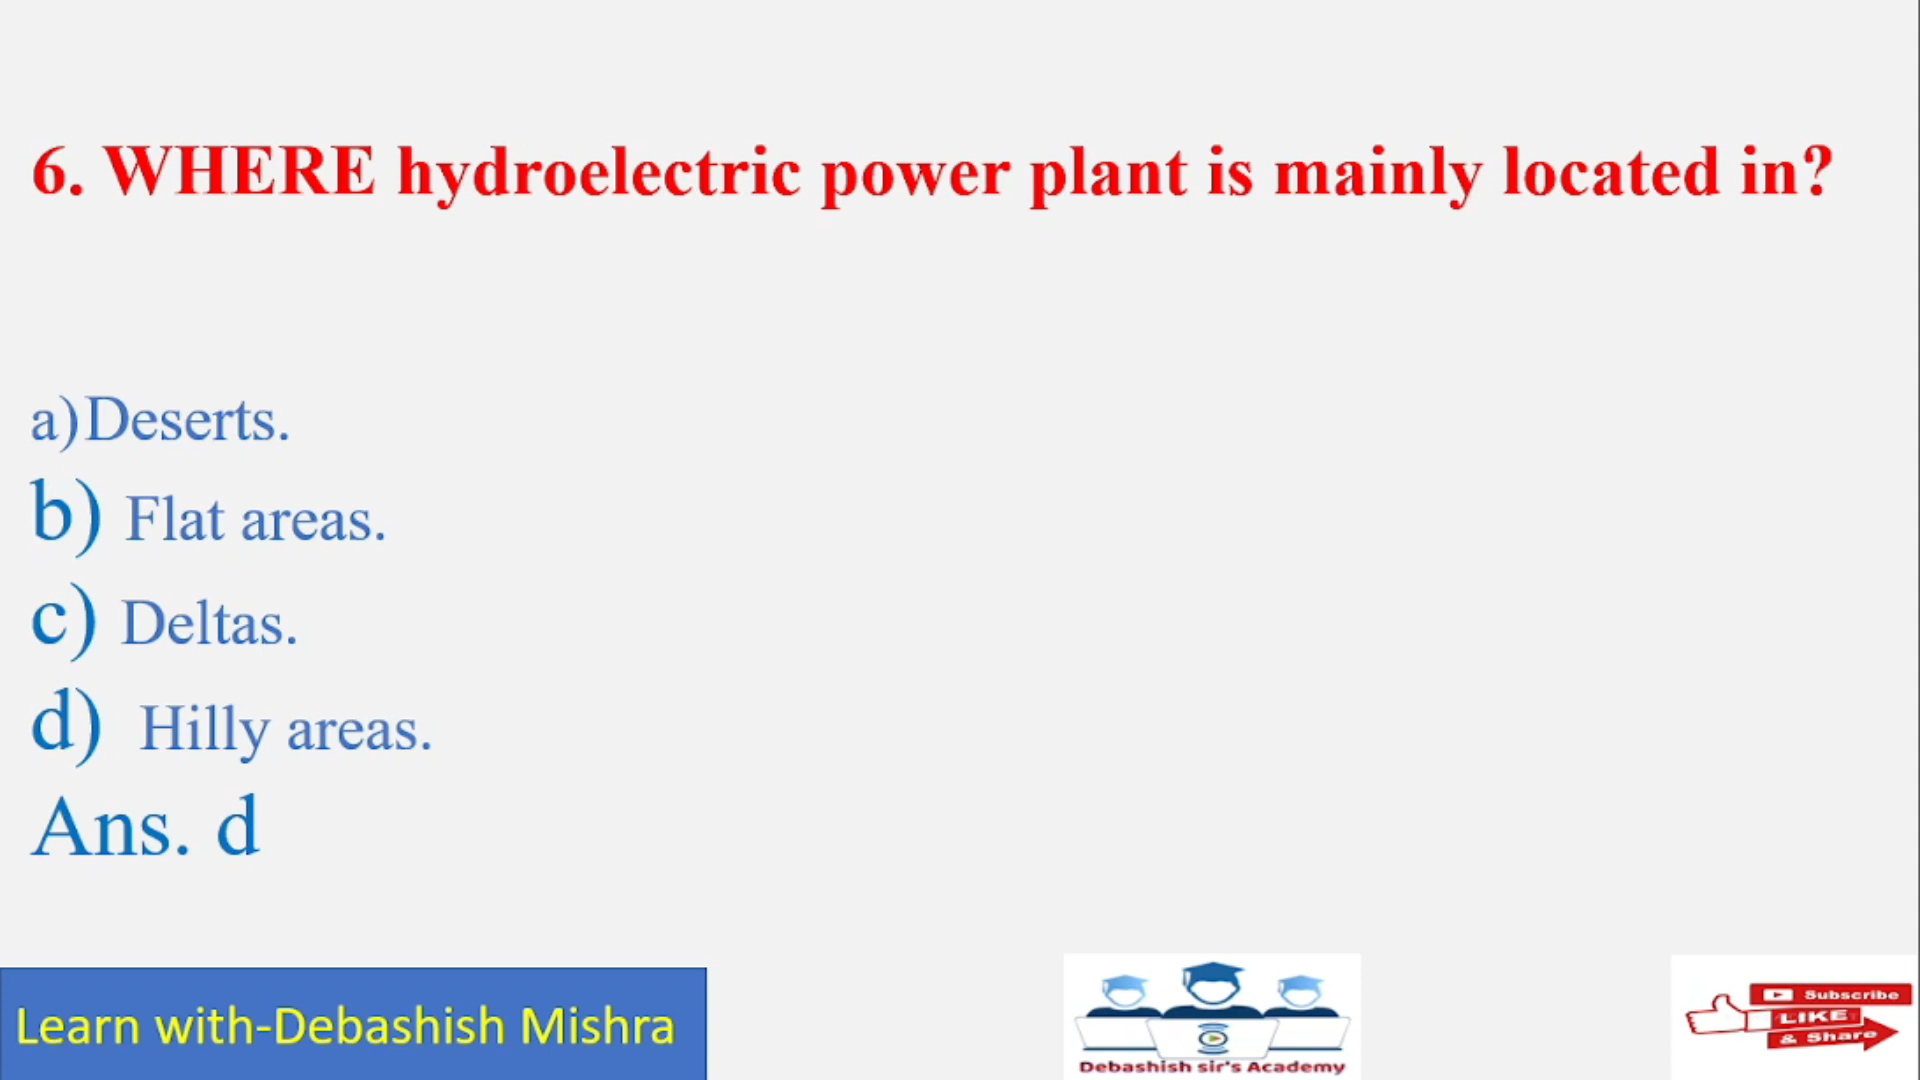 6. WHERE hydroelectric power plant is mainly located in?
a)Deserts.
b) Flat areas.
c) Deltas.
d) Hilly areas.
Ans. d
Learn with-Debashish Mishra
Debashish sir's Academy
Subscribe
LIKE
& Share